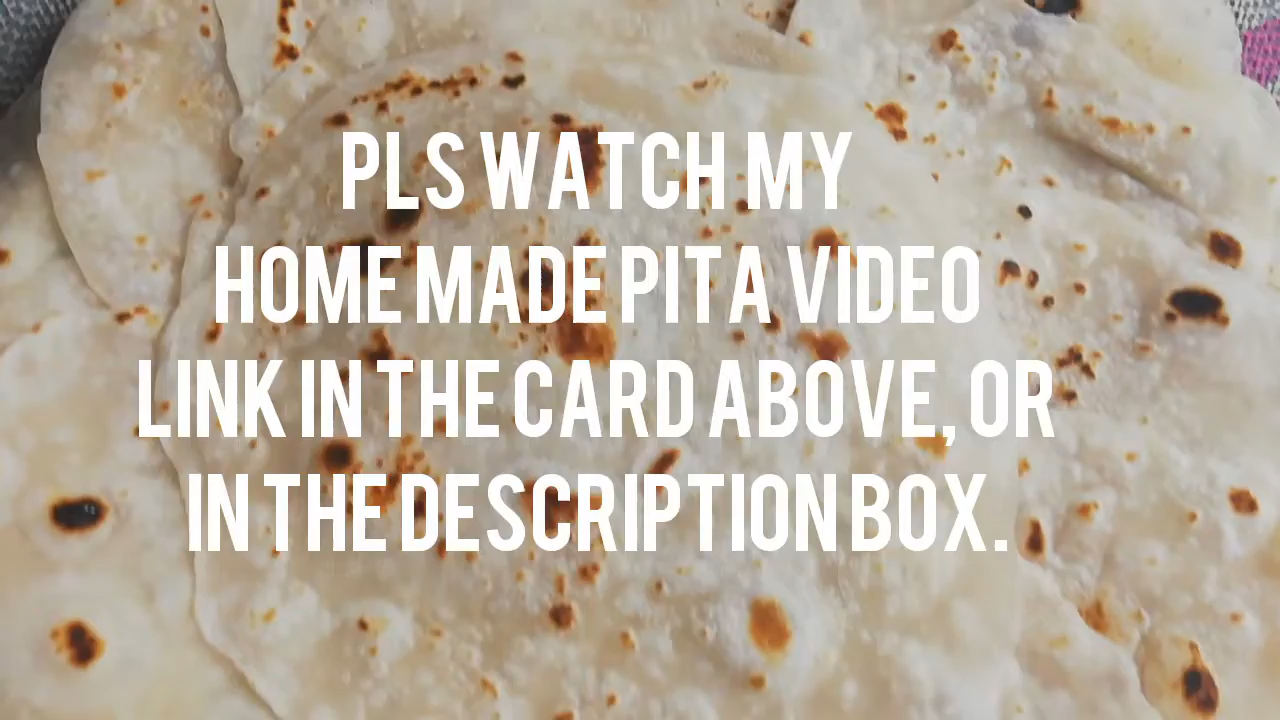 PLS WATCH MY
HOME MADE PITA VIDEO
LINK IN THE CARD ABOVE, OR
IN THE DESCRIPTION BOX.